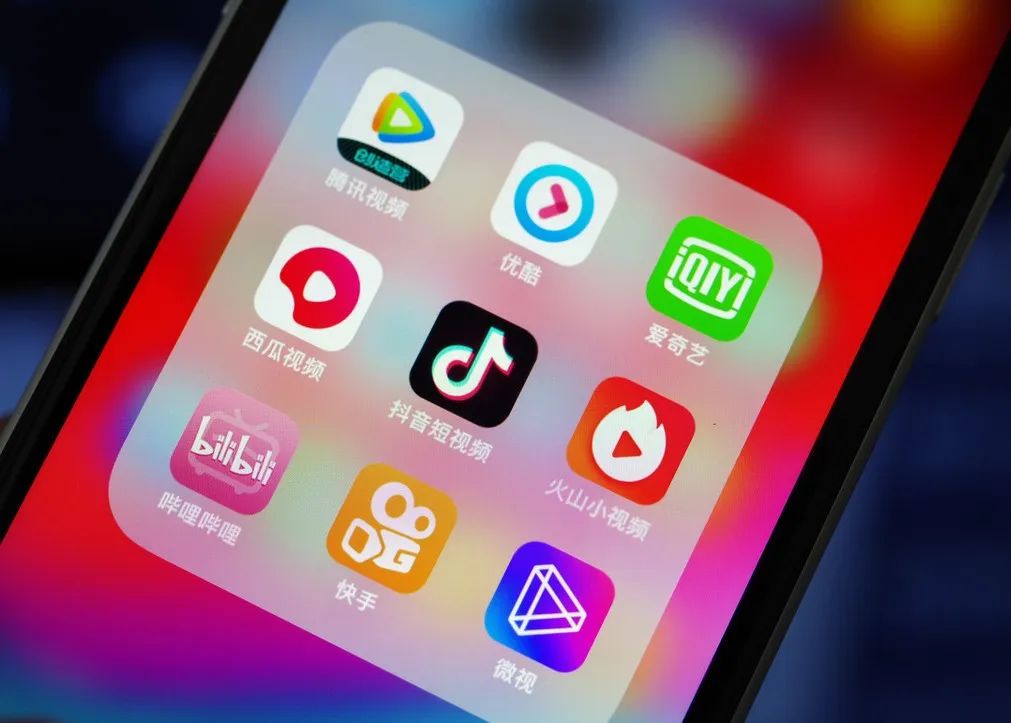 创造营
腾讯视频
优酷
iQIYI
爱奇艺
西瓜视频
抖音短视频
火山小视频
bilibili
哔哩哔哩
快手
微视